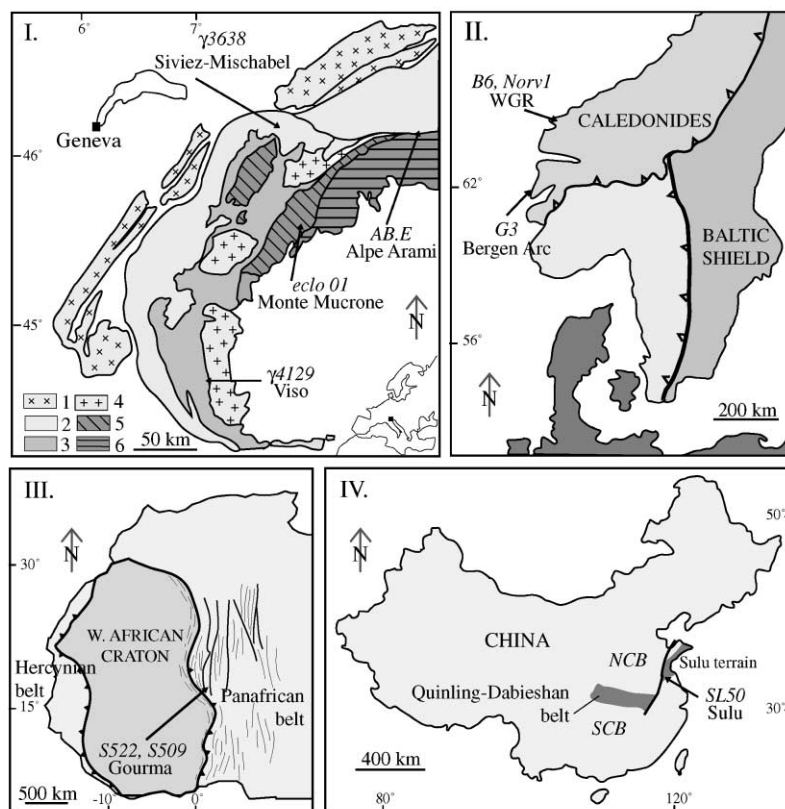 I.
6°
7°
γ3638
Siviez-Mischabel
Geneva
46°
AB.E
Alpe Arami
eclo 01
Monte Mucrone
N
45°
γ4129
Viso
1
4
2
5
3
6
50 km
II.
B6, Norv1
WGR
CALEDONIDES
62°
G3
Bergen Arc
BALTIC
SHIELD
56°
N
200 km
III.
N
30°
W. AFRICAN
CRATON
Hercynian
belt
Panafrican
belt
15°
S522, S509
Gourma
500 km
-10°
0°
IV.
N
50°
CHINA
NCB
Sulu terrain
Quinling-Dabieshan
belt
SL50
Sulu
SCB
30°
400 km
80°
120°